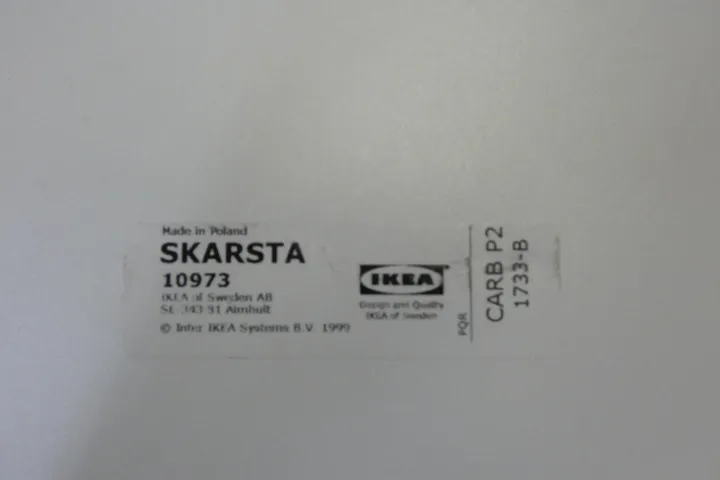 Made in Poland
SKARSTA
10973
IKEA of Sweden AB
SE-343 81 Älmhult
© Inter IKEA Systems B.V. 1999
IKEA
Design and Quality
IKEA of Sweden
PQR
CARB P2
1733-B